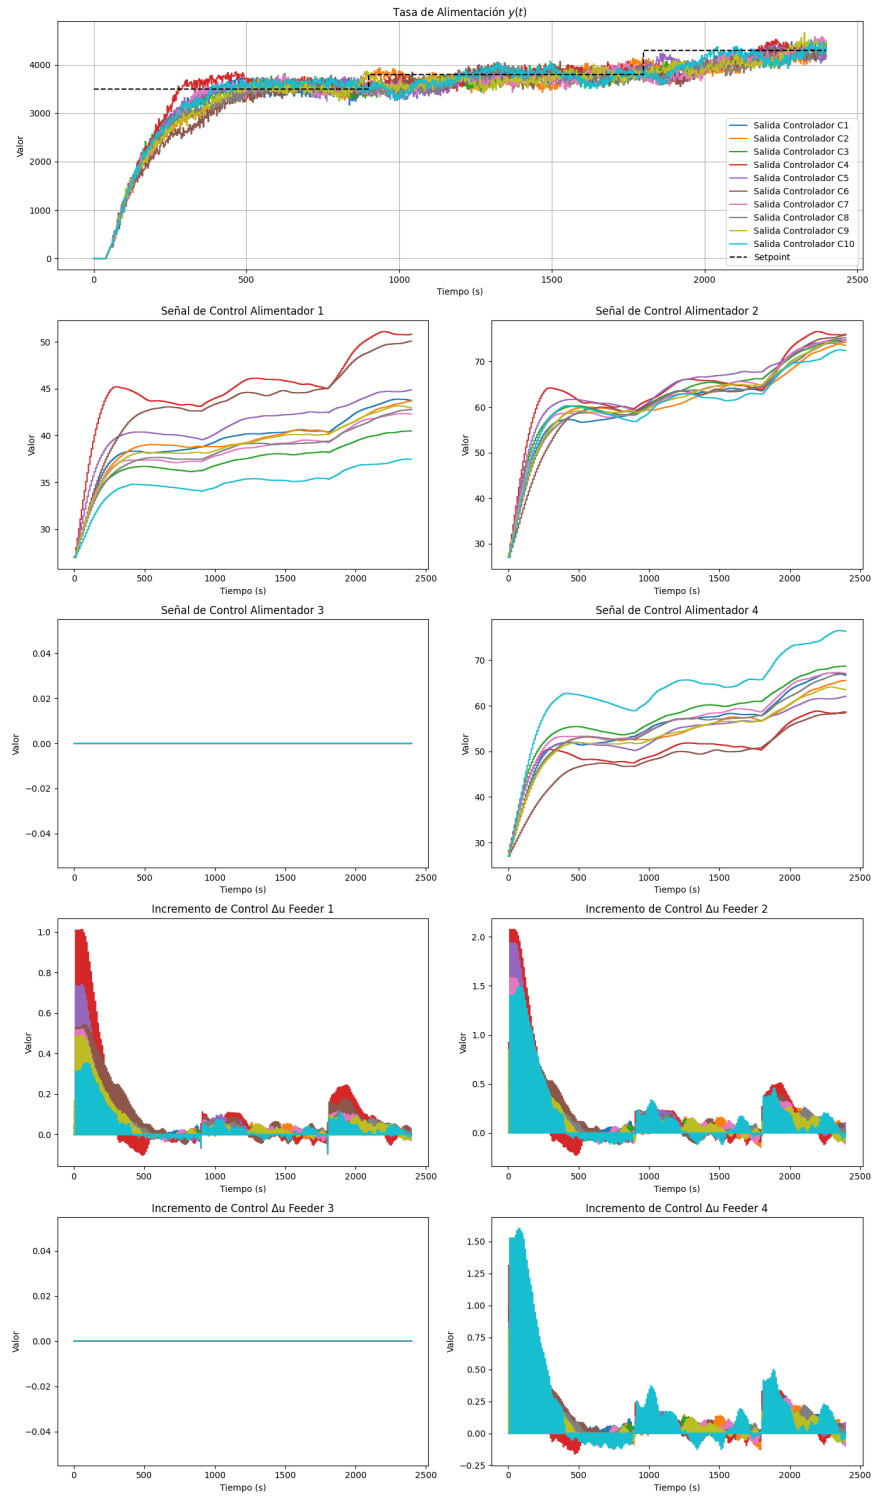 Tasa de Alimentación y(t)
Valor
4000
3000
2000
1000
0
Salida Controlador C1
Salida Controlador C2
Salida Controlador C3
Salida Controlador C4
Salida Controlador C5
Salida Controlador C6
Salida Controlador C7
Salida Controlador C8
Salida Controlador C9
Salida Controlador C10
Setpoint
0 500 1000 1500 2000 2500
Tiempo (s)
Señal de Control Alimentador 1
Valor
50
45
40
35
30
0 500 1000 1500 2000 2500
Tiempo (s)
Señal de Control Alimentador 2
Valor
70
60
50
40
30
0 500 1000 1500 2000 2500
Tiempo (s)
Señal de Control Alimentador 3
Valor
0.04
0.02
0.00
−0.02
−0.04
0 500 1000 1500 2000 2500
Tiempo (s)
Señal de Control Alimentador 4
Valor
70
60
50
40
30
0 500 1000 1500 2000 2500
Tiempo (s)
Incremento de Control Δu Feeder 1
Valor
1.0
0.8
0.6
0.4
0.2
0.0
0 500 1000 1500 2000 2500
Tiempo (s)
Incremento de Control Δu Feeder 2
Valor
2.0
1.5
1.0
0.5
0.0
0 500 1000 1500 2000 2500
Tiempo (s)
Incremento de Control Δu Feeder 3
Valor
0.04
0.02
0.00
−0.02
−0.04
0 500 1000 1500 2000 2500
Tiempo (s)
Incremento de Control Δu Feeder 4
Valor
1.50
1.25
1.00
0.75
0.50
0.25
0.00
−0.25
0 500 1000 1500 2000 2500
Tiempo (s)